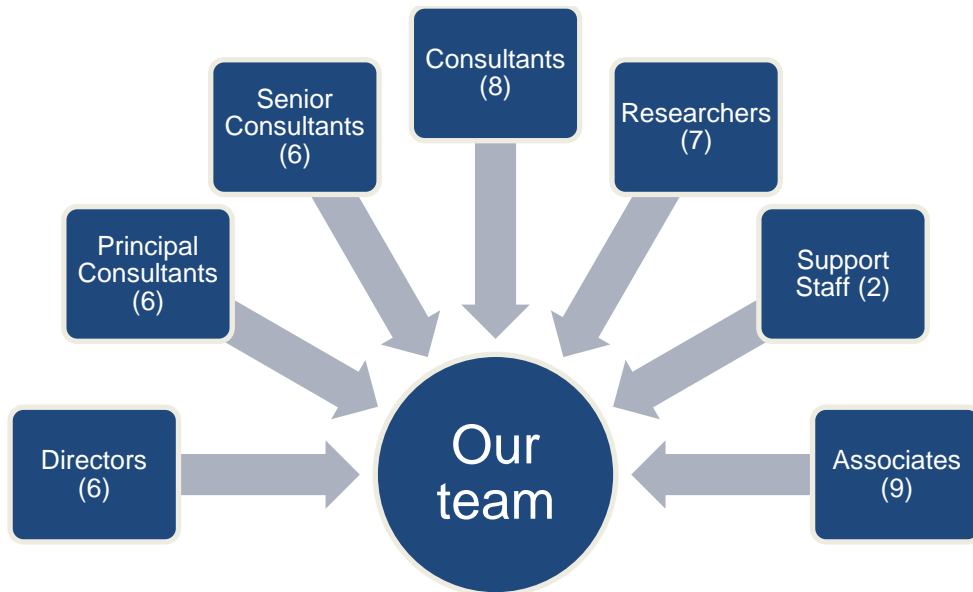 Consultants
(8)
Senior
Consultants
(6)
Researchers
(7)
Principal
Consultants
(6)
Support
Staff (2)
Directors
(6)
Our
team
Associates
(9)